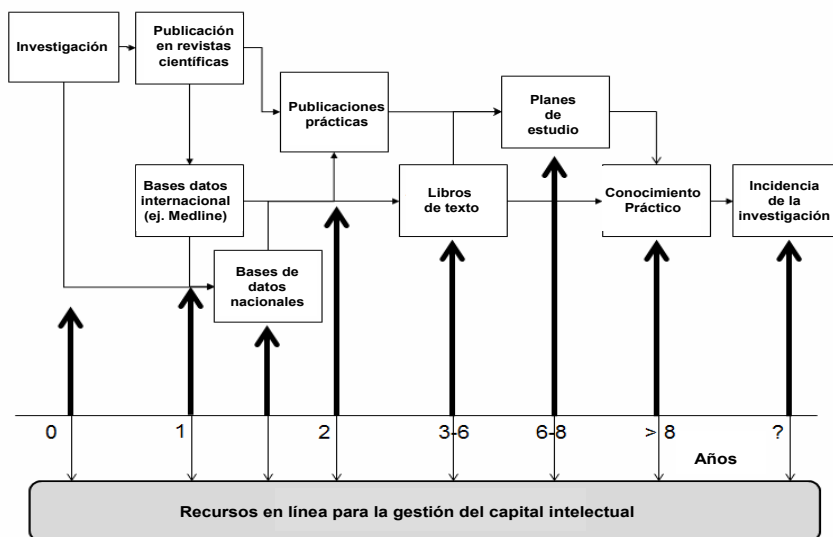 Investigación
Publicación
en revistas
científicas
Publicaciones
prácticas
Planes
de
estudio
Bases datos
internacional
(ej. Medline)
Libros
de texto
Conocimiento
Práctico
Incidencia
de la
investigación
Bases de
datos
nacionales
0
1
2
3-6
6-8
> 8
?
Años
Recursos en línea para la gestión del capital intelectual